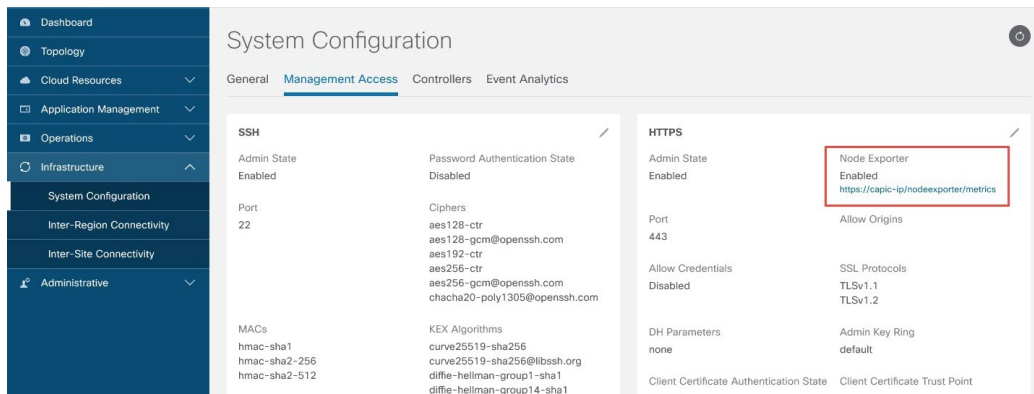 Dashboard
Topology
Cloud Resources
Application Management
Operations
Infrastructure
System Configuration
Inter-Region Connectivity
Inter-Site Connectivity
Administrative
System Configuration
General Management Access Controllers Event Analytics
SSH
Admin State Password Authentication State
Enabled Disabled
Port Ciphers
22 aes128-ctr
aes128-gcm@openssh.com
aes192-ctr
aes256-ctr
aes256-gcm@openssh.com
chacha20-poly1305@openssh.com
MACs KEX Algorithms
hmac-sha1 curve25519-sha256
hmac-sha2-256 curve25519-sha256@libssh.org
hmac-sha2-512 diffie-hellman-group1-sha1
diffie-hellman-group14-sha1
HTTPS
Admin State Node Exporter
Enabled Enabled
https://capic-ip/nodeexporter/metrics
Port Allow Origins
443
Allow Credentials SSL Protocols
Disabled TLSv1.1
TLSv1.2
DH Parameters Admin Key Ring
none default
Client Certificate Authentication State Client Certificate Trust Point